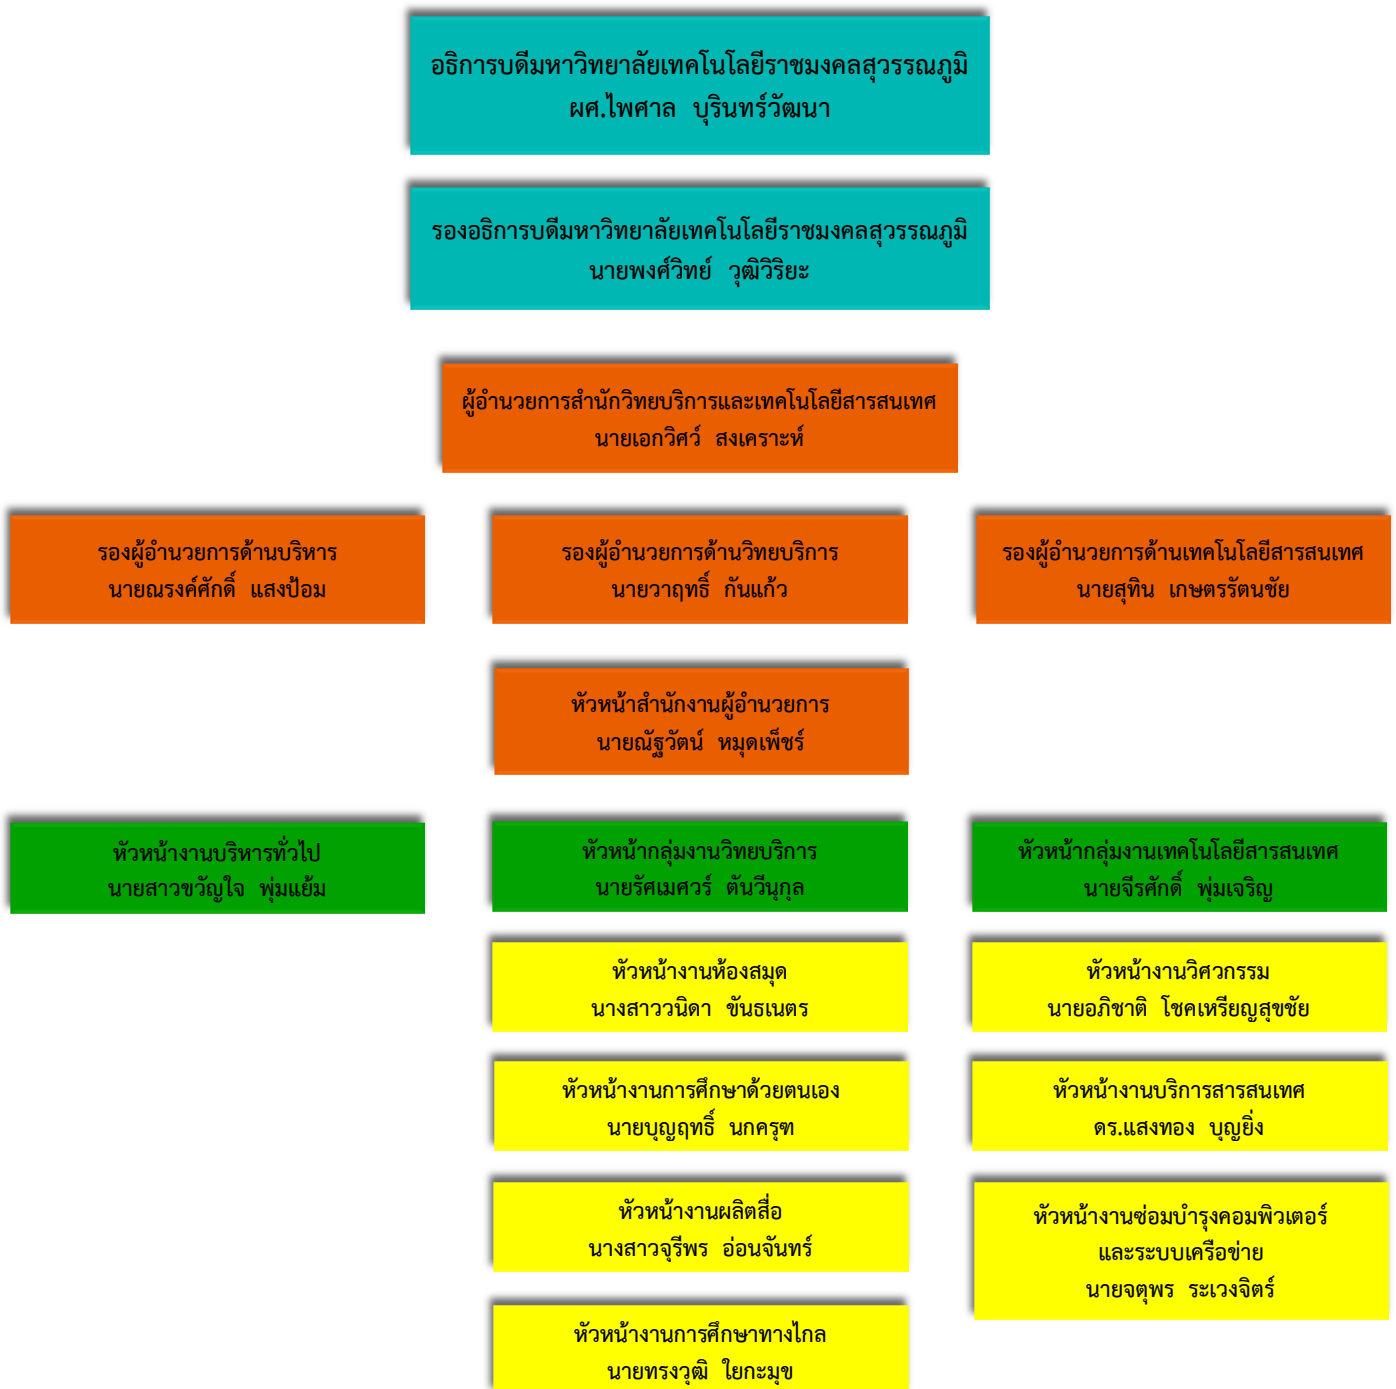 อธิการบดีมหาวิทยาลัยเทคโนโลยีราชมงคลสุวรรณภูมิ
ผศ.ไพศาล บุรินทร์วัฒนา
รองอธิการบดีมหาวิทยาลัยเทคโนโลยีราชมงคลสุวรรณภูมิ
นายพงศ์วิทย์ วุฒิวิริยะ
ผู้อำนวยการสำนักวิทยบริการและเทคโนโลยีสารสนเทศ
นายเอกวิศว์ สงเคราะห์
รองผู้อำนวยการด้านบริหาร
นายณรงค์ศักดิ์ แสงป้อม
รองผู้อำนวยการด้านวิทยบริการ
นายวาฤทธิ์ กันแก้ว
รองผู้อำนวยการด้านเทคโนโลยีสารสนเทศ
นายสุทิน เกษตรรัตนชัย
หัวหน้าสำนักงานผู้อำนวยการ
นายณัฐวัตน์ หมุดเพ็ชร์
หัวหน้างานบริหารทั่วไป
นายสาวขวัญใจ พุ่มแย้ม
หัวหน้ากลุ่มงานวิทยบริการ
นายรัศเมศวร์ ตันวีนุกูล
หัวหน้ากลุ่มงานเทคโนโลยีสารสนเทศ
นายจีรศักดิ์ พุ่มเจริญ
หัวหน้างานห้องสมุด
นางสาววนิดา ขันธเนตร
หัวหน้างานการศึกษาด้วยตนเอง
นายบุญฤทธิ์ นกครุฑ
หัวหน้างานผลิตสื่อ
นางสาวจุรีพร อ่อนจันทร์
หัวหน้างานการศึกษาทางไกล
นายทรงวุฒิ ใยกะมุข
หัวหน้างานวิศวกรรม
นายอภิชาติ โชคเหรียญสุขชัย
หัวหน้างานบริการสารสนเทศ
ดร.แสงทอง บุญยิ่ง
หัวหน้างานซ่อมบำรุงคอมพิวเตอร์
และระบบเครือข่าย
นายจตุพร ระเวงจิตร์